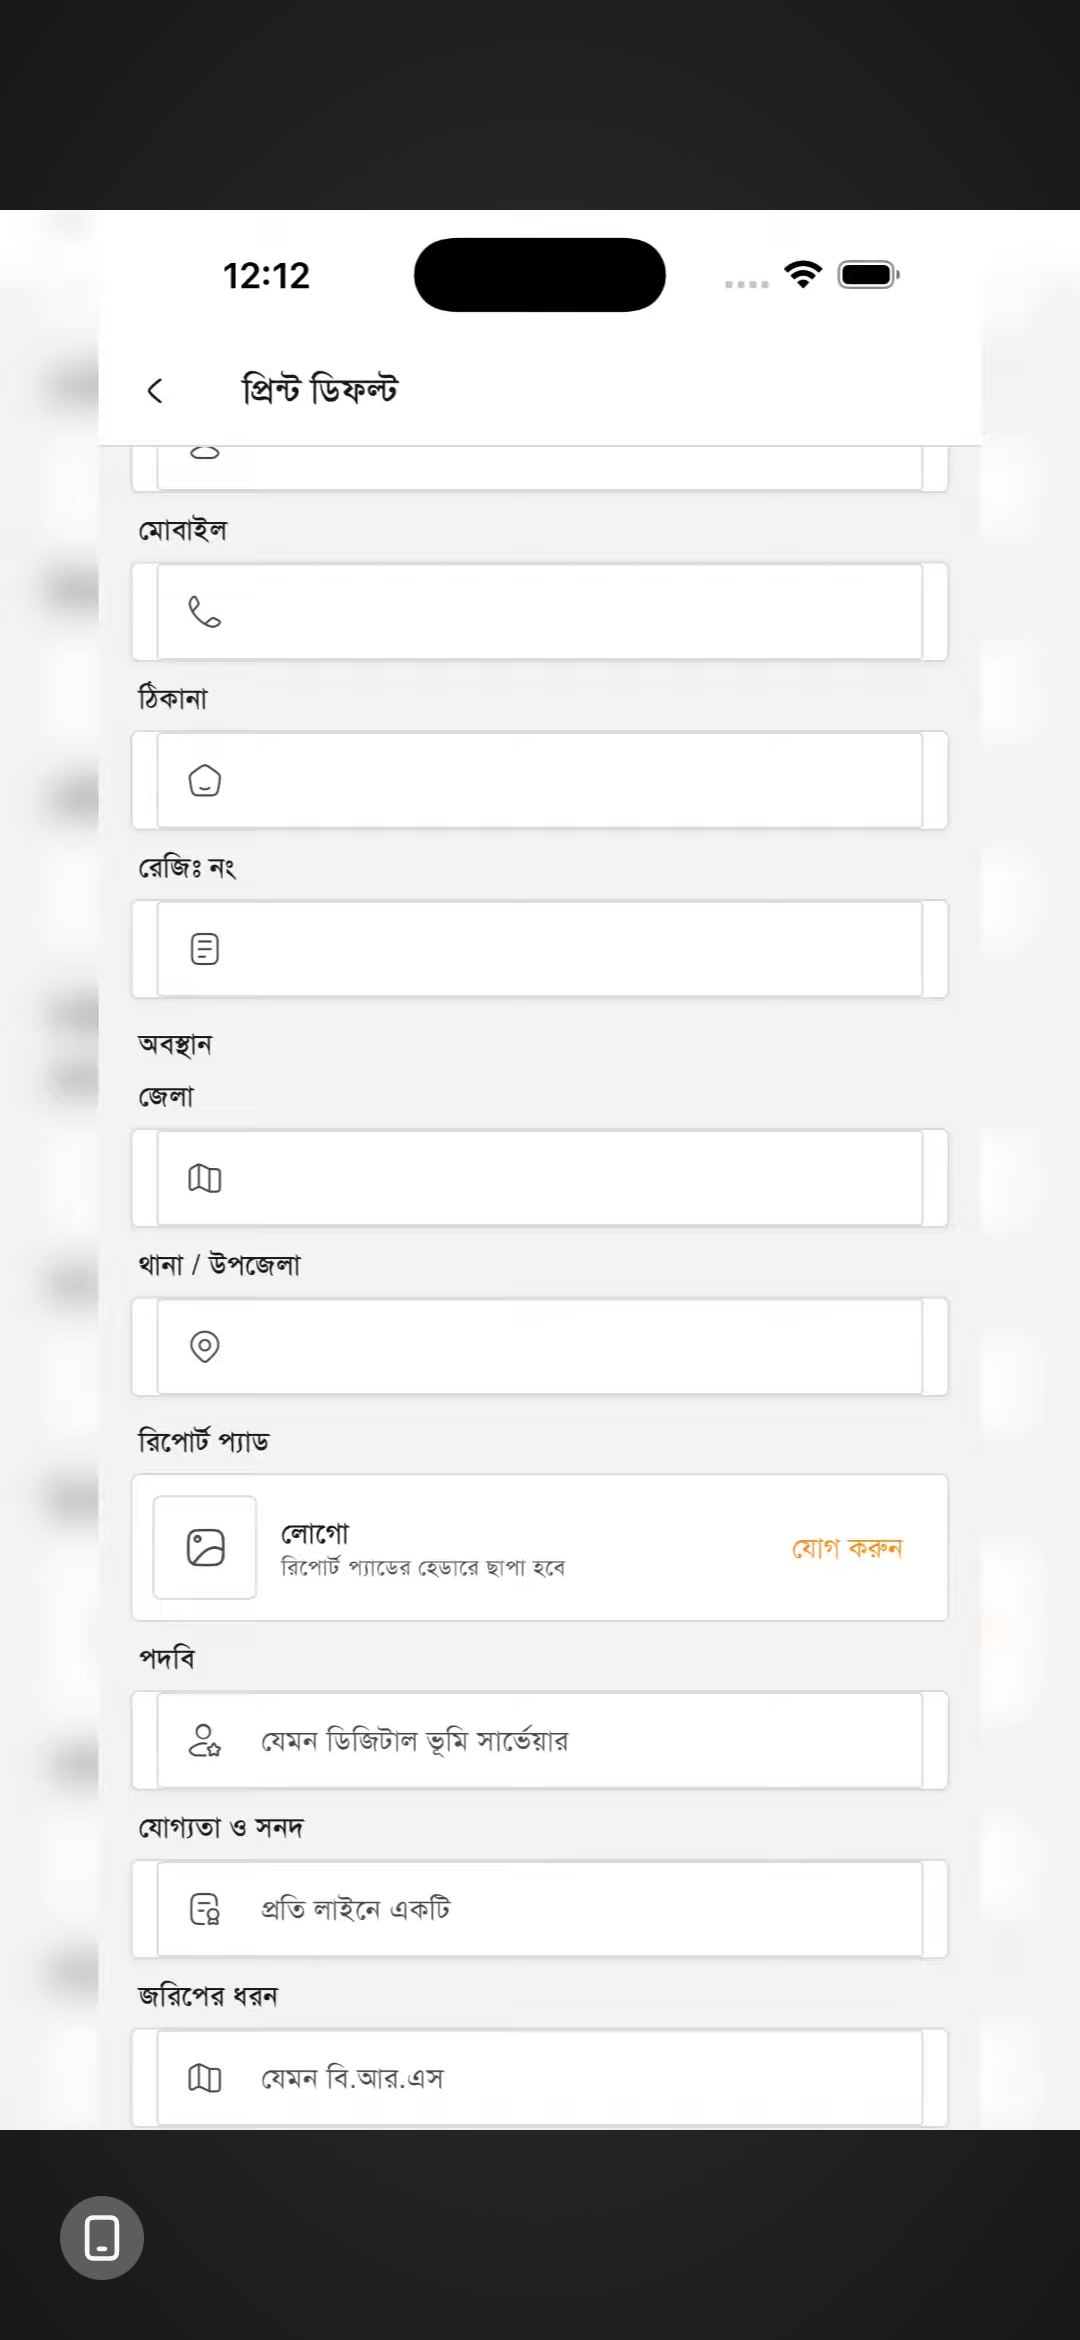 12:12
প্রিন্ট ডিফল্ট
মোবাইল
ঠিকানা
রেজিঃ নং
অবস্থান
জেলা
থানা / উপজেলা
রিপোর্ট প্যাড
লোগো
রিপোর্ট প্যাডের হেডারে ছাপা হবে
যোগ করুন
পদবি
যেমন ডিজিটাল ভূমি সার্ভেয়ার
যোগ্যতা ও সনদ
প্রতি লাইনে একটি
জরিপের ধরন
যেমন বি.আর.এস